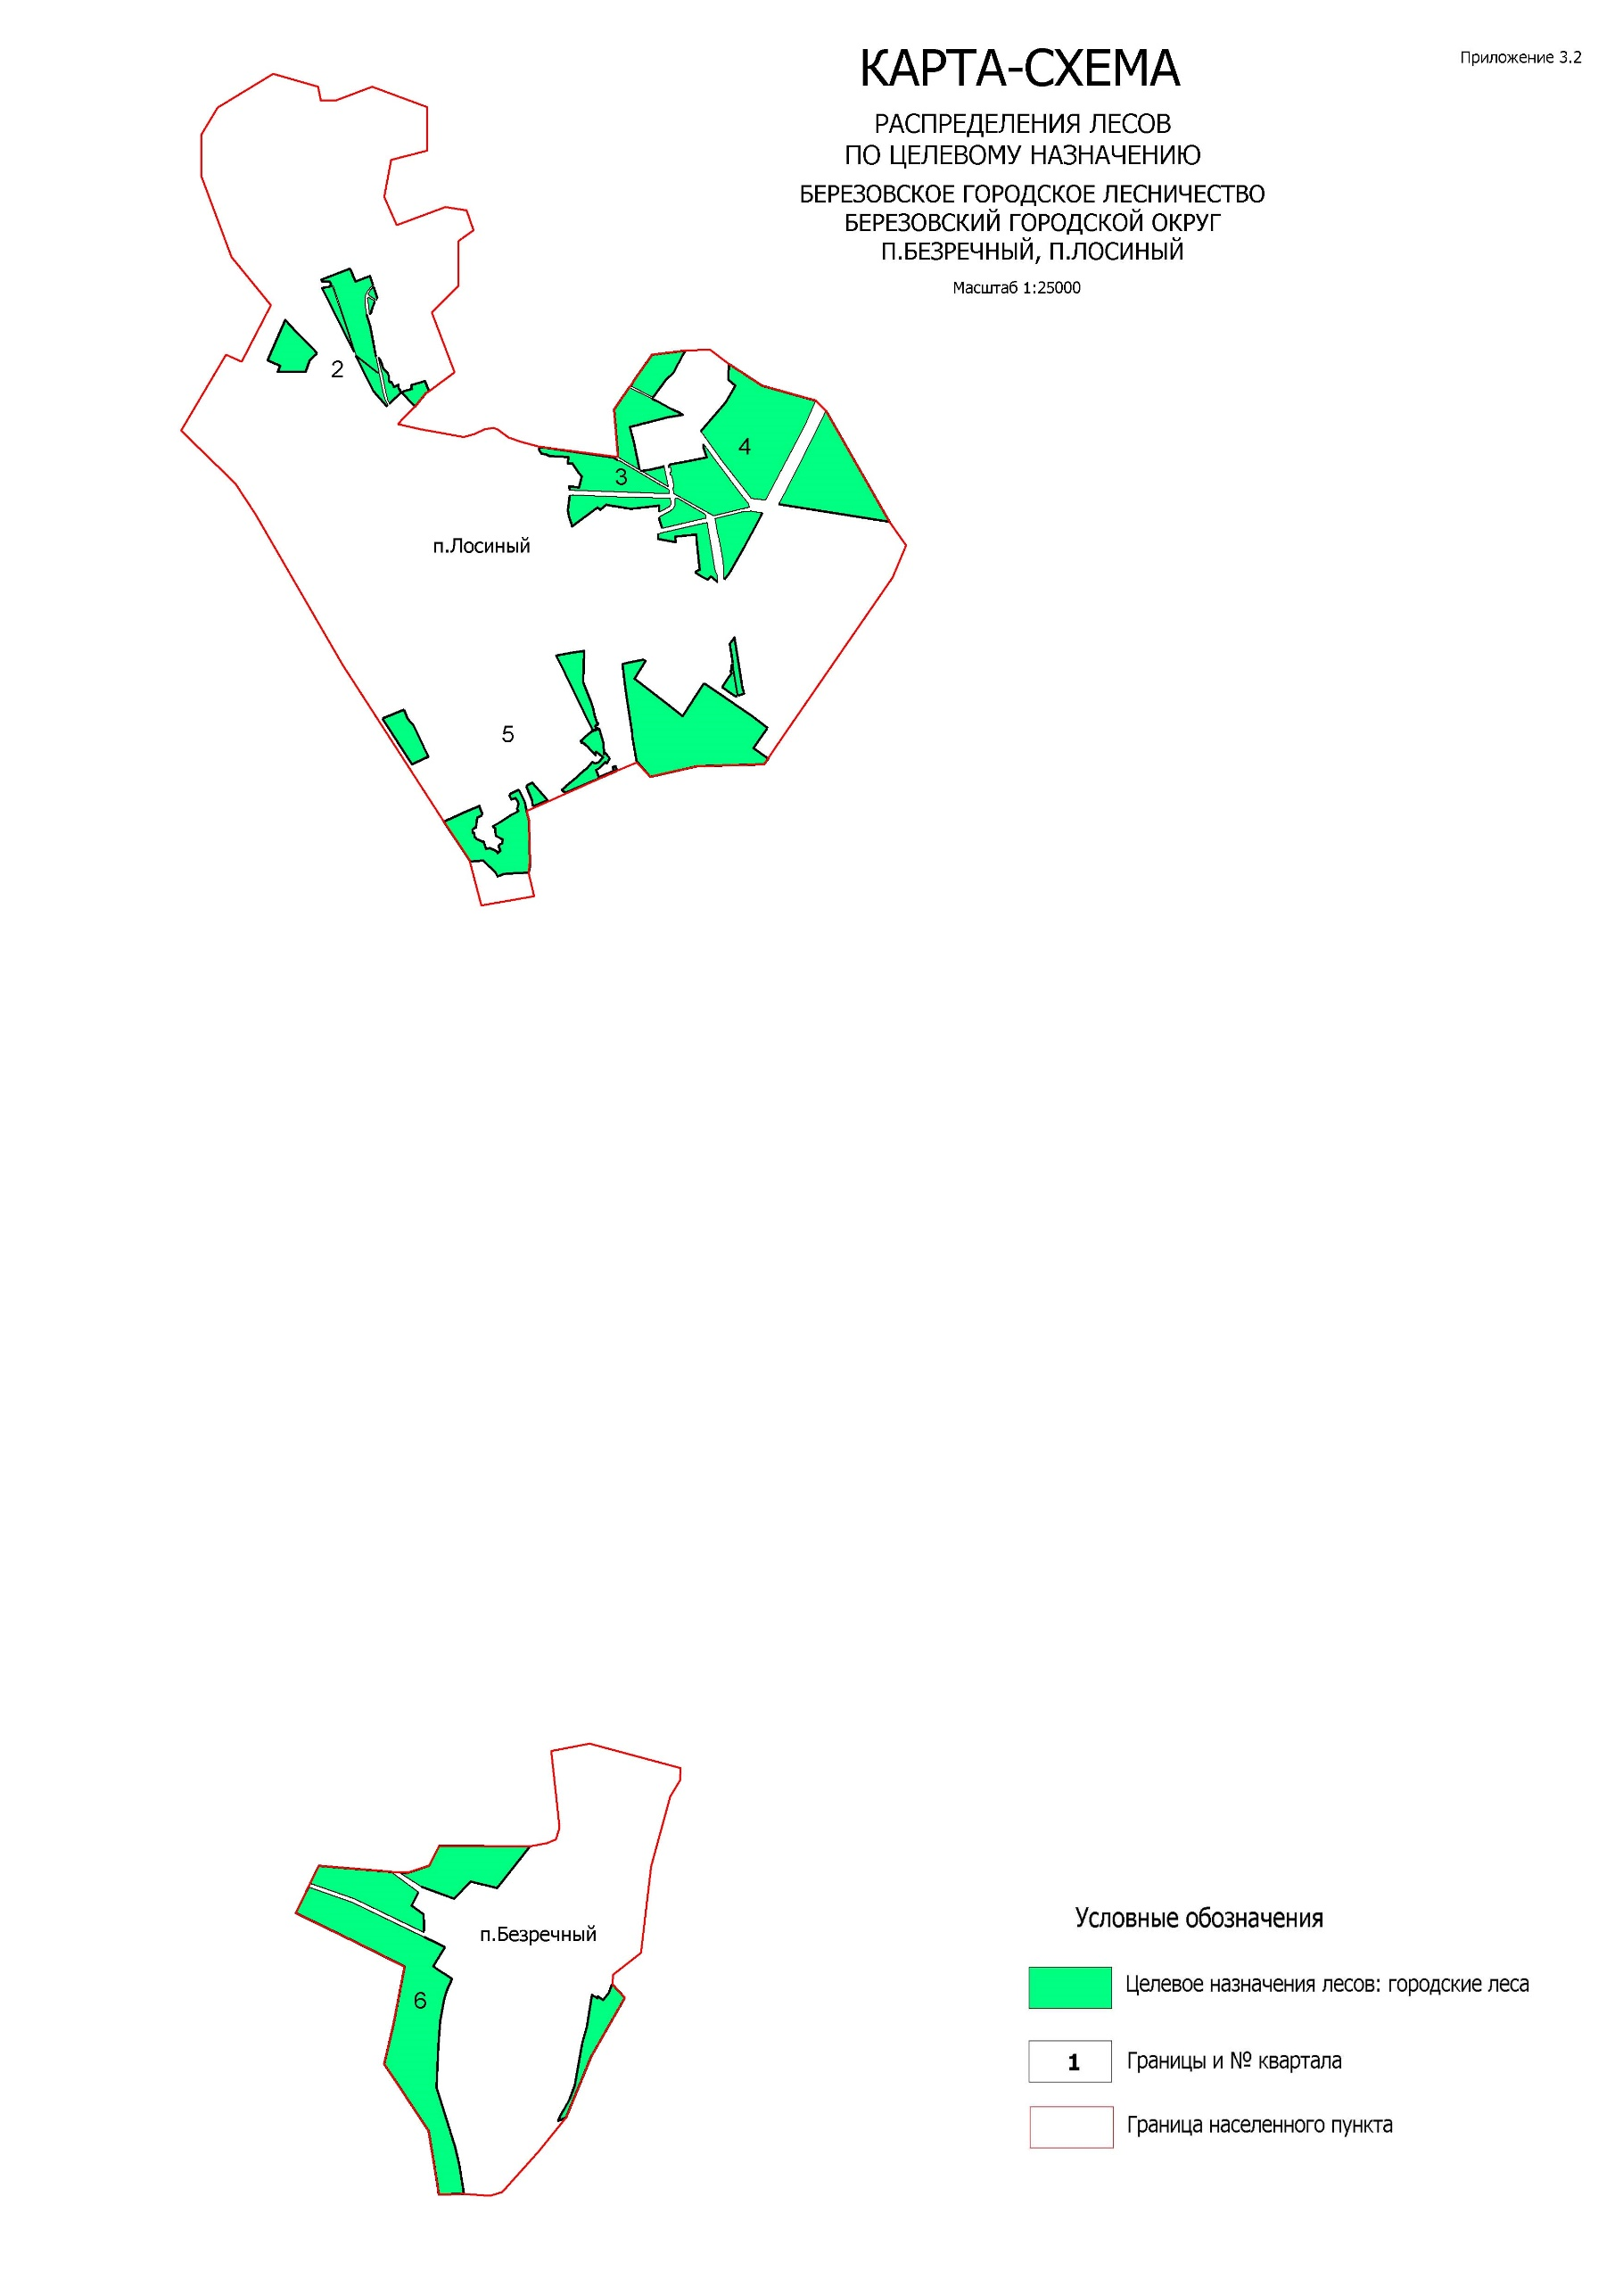 Приложение 3.2
КАРТА-СХЕМА
РАСПРЕДЕЛЕНИЯ ЛЕСОВ
ПО ЦЕЛЕВОМУ НАЗНАЧЕНИЮ
БЕРЕЗОВСКОЕ ГОРОДСКОЕ ЛЕСНИЧЕСТВО
БЕРЕЗОВСКИЙ ГОРОДСКОЙ ОКРУГ
П.БЕЗРЕЧНЫЙ, П.ЛОСИНЫЙ
Масштаб 1:25000
2
4
3
п.Лосиный
5
п.Безречный
6
Условные обозначения
Целевое назначения лесов: городские леса
1 Границы и № квартала
Граница населенного пункта